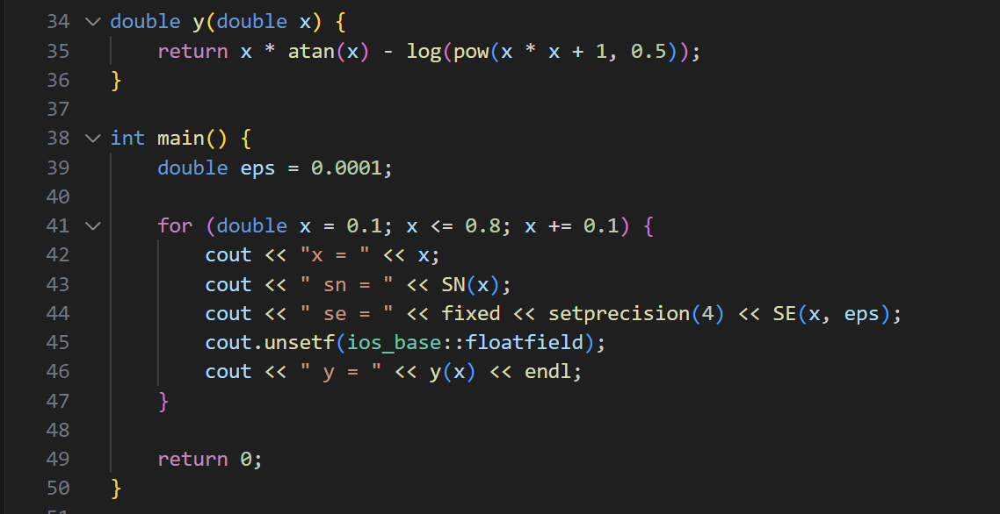 34 double y(double x) {
35     return x * atan(x) - log(pow(x * x + 1, 0.5));
36 }
37
38 int main() {
39     double eps = 0.0001;
40
41     for (double x = 0.1; x <= 0.8; x += 0.1) {
42         cout << "x = " << x;
43         cout << " sn = " << SN(x);
44         cout << " se = " << fixed << setprecision(4) << SE(x, eps);
45         cout.unsetf(ios_base::floatfield);
46         cout << " y = " << y(x) << endl;
47     }
48
49     return 0;
50 }